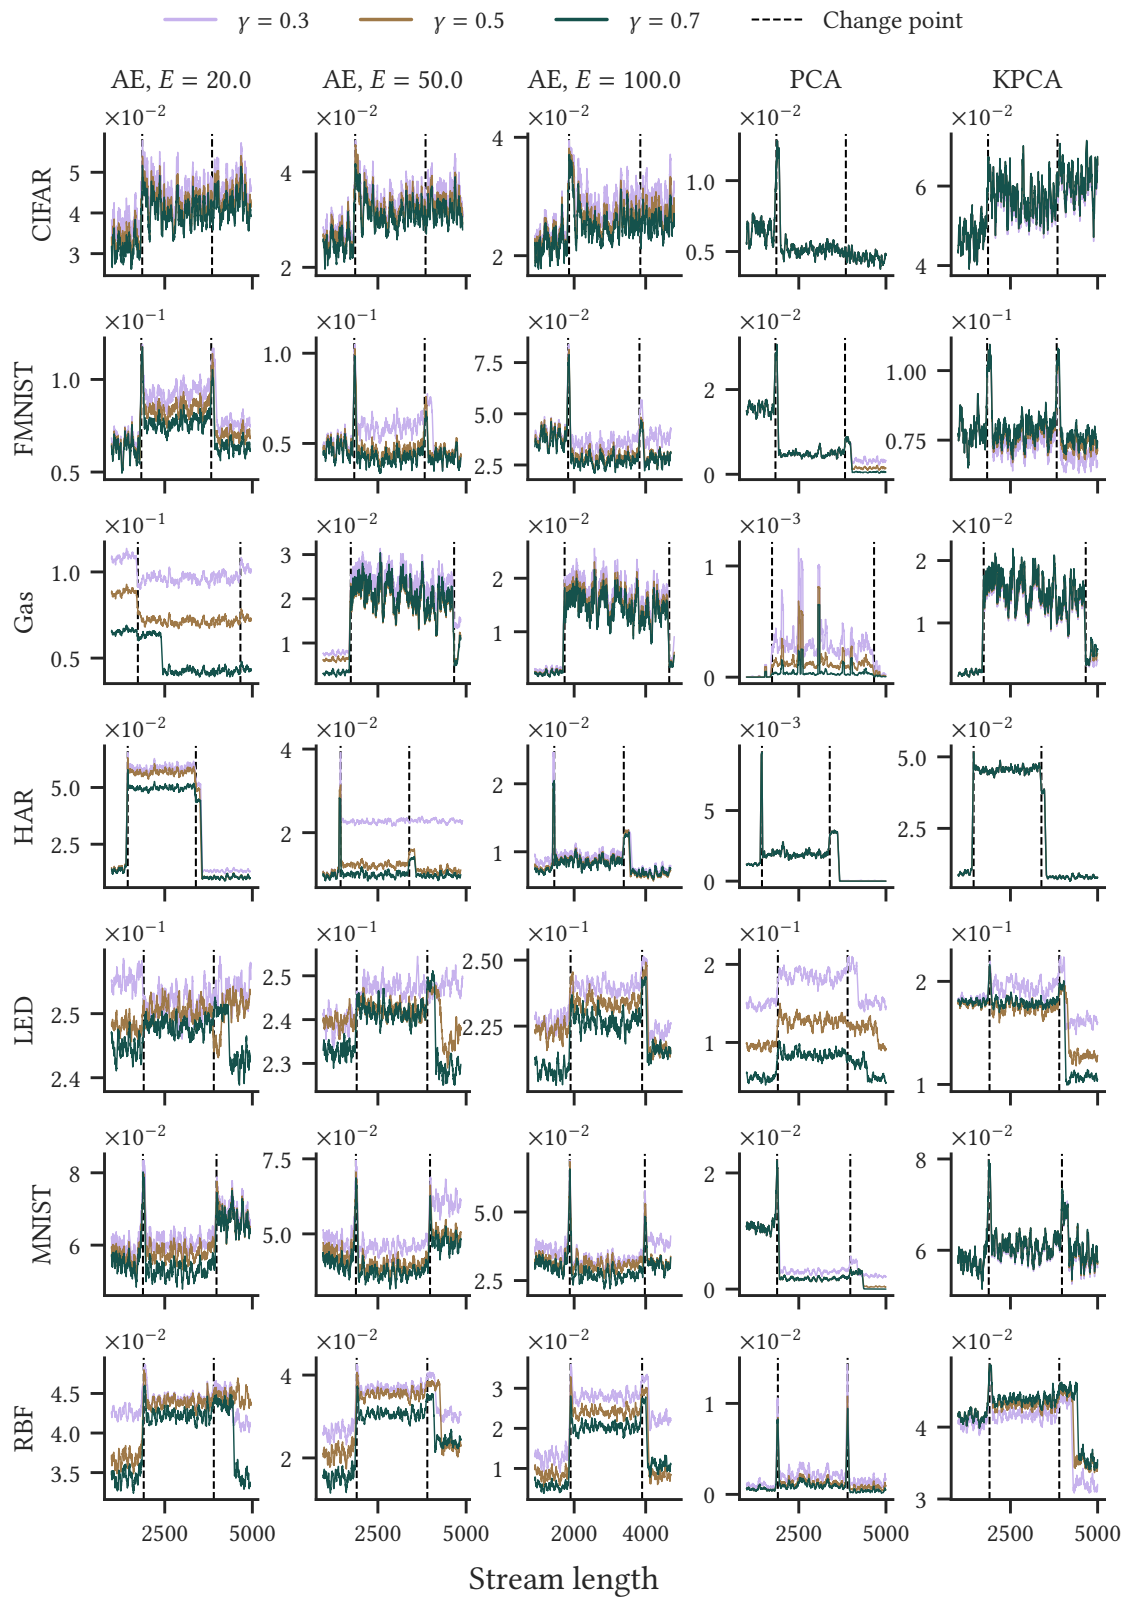 γ = 0.3 γ = 0.5 γ = 0.7 Change point
AE, E = 20.0 AE, E = 50.0 AE, E = 100.0 PCA KPCA
×10⁻² ×10⁻² ×10⁻² ×10⁻² ×10⁻²
CIFAR
5 4 3
4 2
4 2
1.0 0.5
6 4
×10⁻¹ ×10⁻¹ ×10⁻² ×10⁻² ×10⁻¹
FMNIST
1.0 0.5
1.0 0.5
7.5 5.0 2.5
2 0
1.00 0.75
×10⁻¹ ×10⁻² ×10⁻² ×10⁻³ ×10⁻²
Gas
1.0 0.5
3 2 1
2 1
1 0
2 1
×10⁻² ×10⁻² ×10⁻² ×10⁻³ ×10⁻²
HAR
5.0 2.5
4 2
2 1
5 0
5.0 2.5
×10⁻¹ ×10⁻¹ ×10⁻¹ ×10⁻¹ ×10⁻¹
LED
2.5 2.4
2.5 2.4 2.3
2.50 2.25
2 1
2 1
×10⁻² ×10⁻² ×10⁻² ×10⁻² ×10⁻²
MNIST
8 6
7.5 5.0
5.0 2.5
2 0
8 6
×10⁻² ×10⁻² ×10⁻² ×10⁻² ×10⁻²
RBF
4.5 4.0 3.5
4 2
3 2 1
1 0
4 3
2500 5000 2500 5000 2000 4000 2500 5000 2500 5000
Stream length